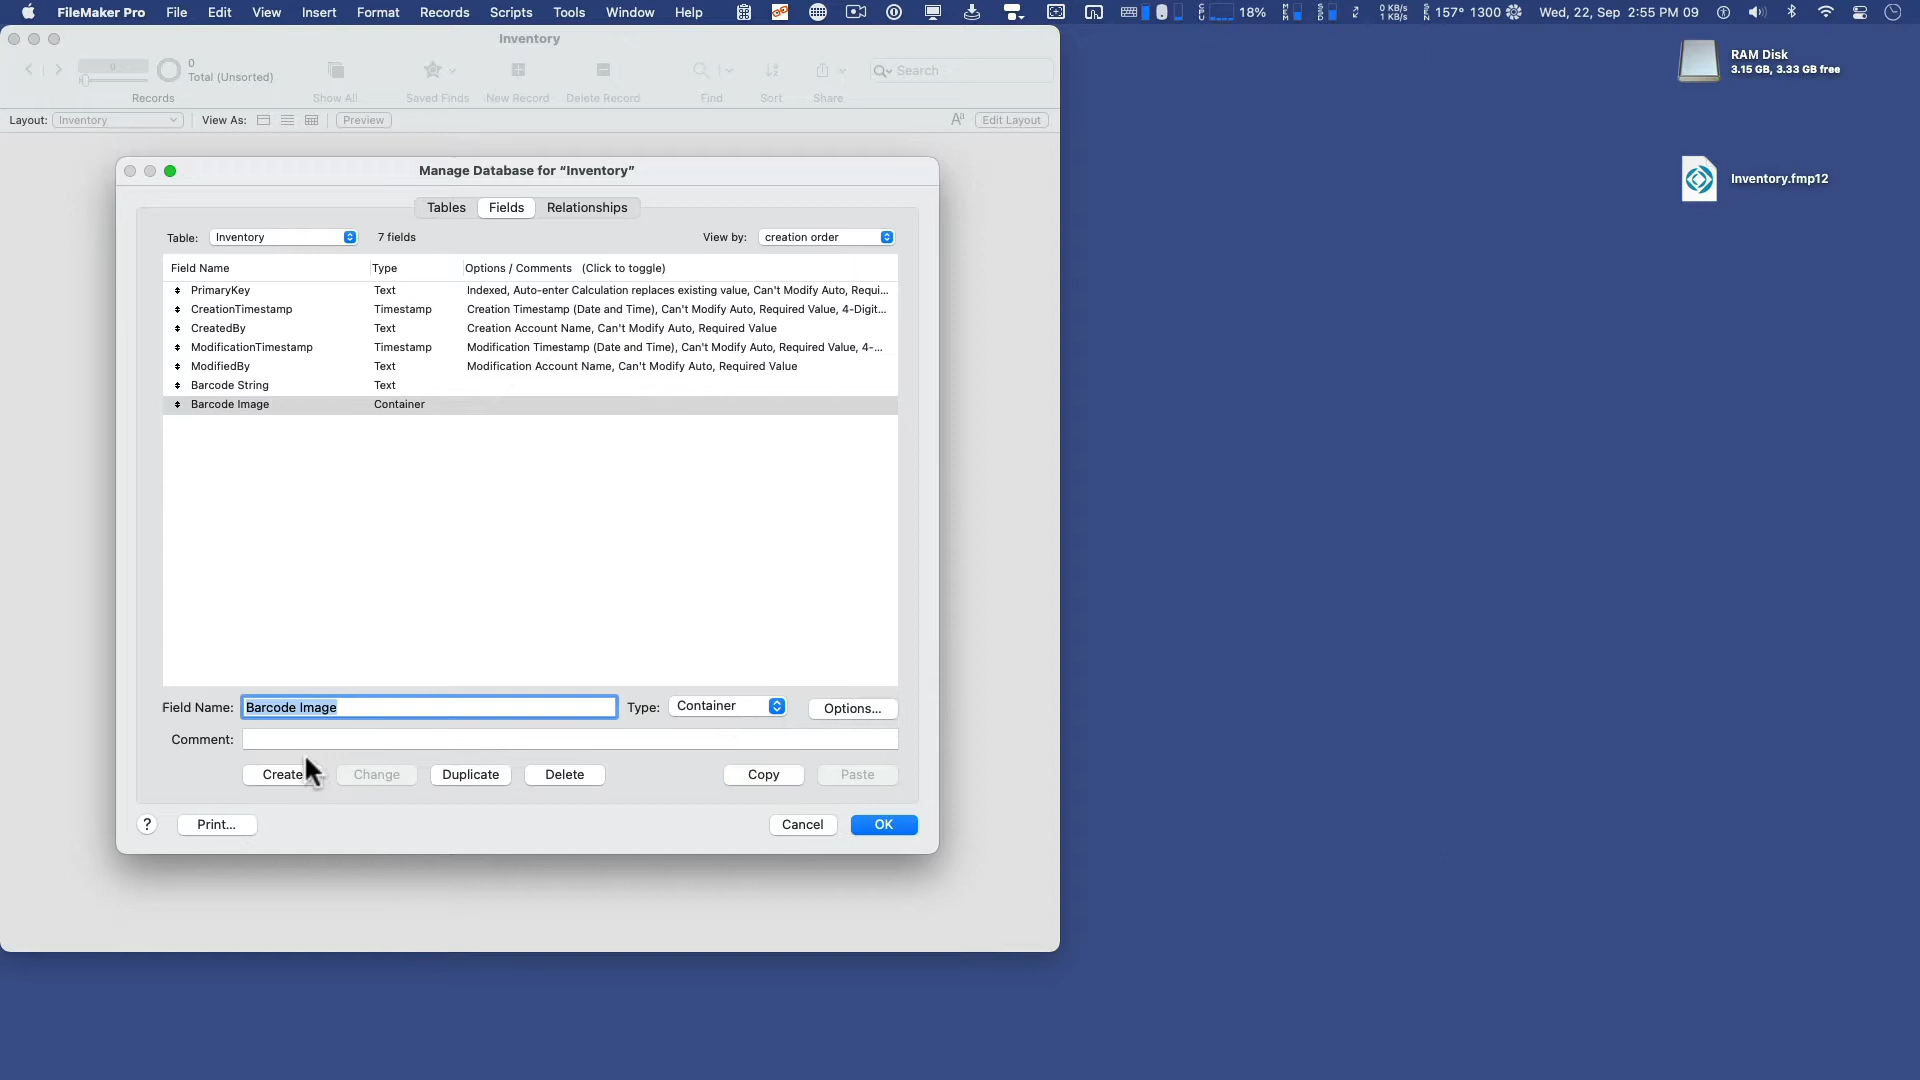 FileMaker Pro File Edit View Insert Format Records Scripts Tools Window Help 18% 0 KB/s 1 KB/s 157° 1300 Wed, 22, Sep 2:55 PM 09
Inventory
0
0 Total (Unsorted)
Search
Records Show All Saved Finds New Record Delete Record Find Sort Share
Layout: Inventory View As: Preview Aª Edit Layout
RAM Disk
3.15 GB, 3.33 GB free
Inventory.fmp12
Manage Database for “Inventory”
Tables Fields Relationships
Table: Inventory 7 fields View by: creation order
Field Name Type Options / Comments (Click to toggle)
PrimaryKey Text Indexed, Auto-enter Calculation replaces existing value, Can't Modify Auto, Requi...
CreationTimestamp Timestamp Creation Timestamp (Date and Time), Can't Modify Auto, Required Value, 4-Digit...
CreatedBy Text Creation Account Name, Can't Modify Auto, Required Value
ModificationTimestamp Timestamp Modification Timestamp (Date and Time), Can't Modify Auto, Required Value, 4-...
ModifiedBy Text Modification Account Name, Can't Modify Auto, Required Value
Barcode String Text
Barcode Image Container
Field Name: Barcode Image Type: Container Options...
Comment:
Create Change Duplicate Delete Copy Paste
? Print... Cancel OK